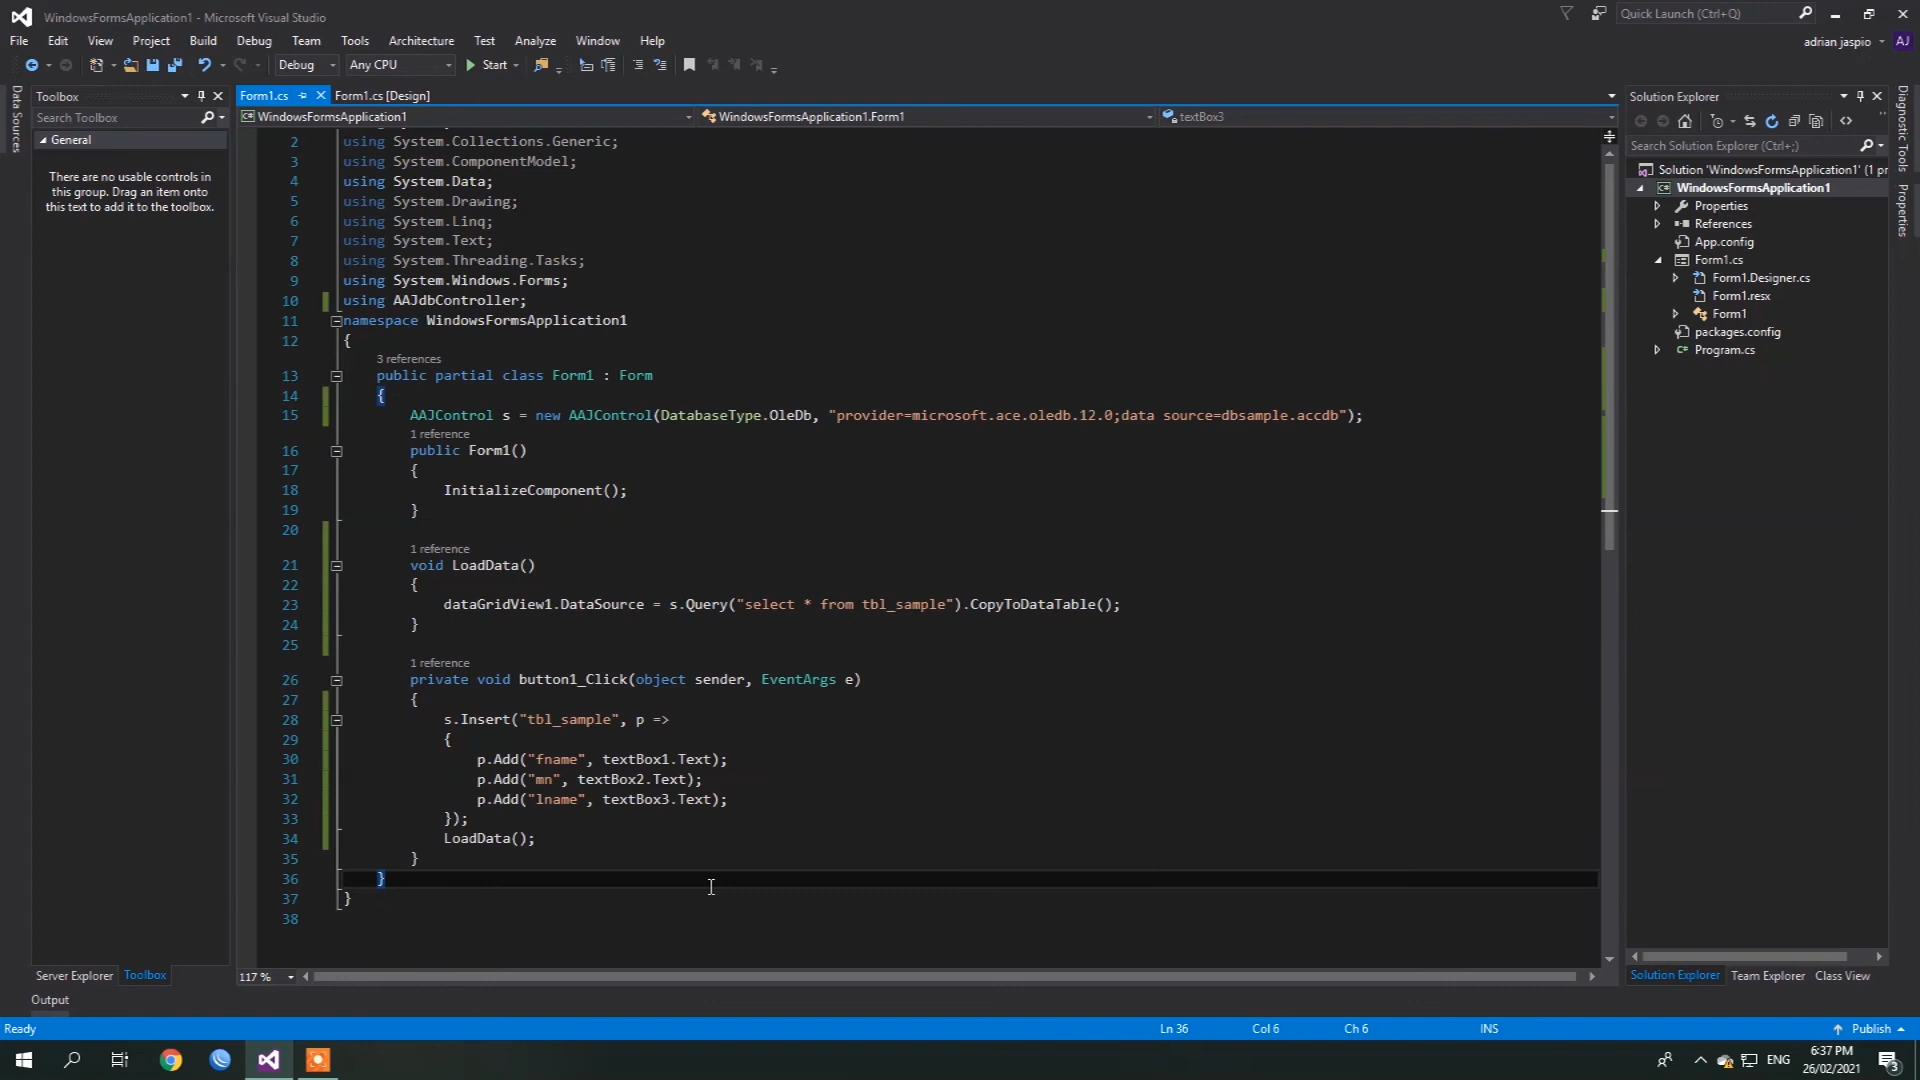 WindowsFormsApplication1 - Microsoft Visual Studio
Quick Launch (Ctrl+Q)
File Edit View Project Build Debug Team Tools Architecture Test Analyze Window Help
adrian jaspio AJ
Debug Any CPU Start
Data Sources
Toolbox
Search Toolbox
General
There are no usable controls in
this group. Drag an item onto
this text to add it to the toolbox.
Server Explorer Toolbox
Output
Form1.cs Form1.cs [Design]
WindowsFormsApplication1 WindowsFormsApplication1.Form1 textBox3
2 using System.Collections.Generic;
3 using System.ComponentModel;
4 using System.Data;
5 using System.Drawing;
6 using System.Linq;
7 using System.Text;
8 using System.Threading.Tasks;
9 using System.Windows.Forms;
10 using AAJdbController;
11 namespace WindowsFormsApplication1
12 {
3 references
13 public partial class Form1 : Form
14 {
15 AAJControl s = new AAJControl(DatabaseType.OleDb, "provider=microsoft.ace.oledb.12.0;data source=dbsample.accdb");
1 reference
16 public Form1()
17 {
18 InitializeComponent();
19 }
20
1 reference
21 void LoadData()
22 {
23 dataGridView1.DataSource = s.Query("select * from tbl_sample").CopyToDataTable();
24 }
25
1 reference
26 private void button1_Click(object sender, EventArgs e)
27 {
28 s.Insert("tbl_sample", p =>
29 {
30 p.Add("fname", textBox1.Text);
31 p.Add("mn", textBox2.Text);
32 p.Add("lname", textBox3.Text);
33 });
34 LoadData();
35 }
36 }
37 }
38
117 %
Solution Explorer
Search Solution Explorer (Ctrl+;)
Solution 'WindowsFormsApplication1' (1 pr
WindowsFormsApplication1
Properties
References
App.config
Form1.cs
Form1.Designer.cs
Form1.resx
Form1
packages.config
Program.cs
Solution Explorer Team Explorer Class View
Diagnostic Tools
Properties
Ready Ln 36 Col 6 Ch 6 INS Publish
ENG
6:37 PM
26/02/2021
3